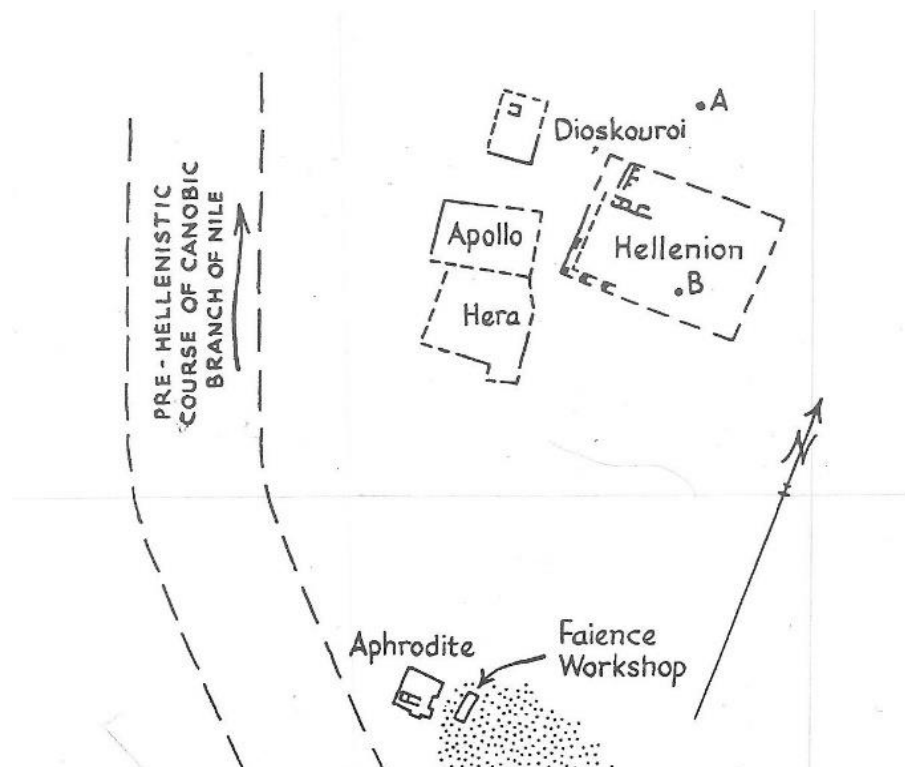 A
Dioskouroi
PRE-HELLENISTIC
COURSE OF CANOBIC
BRANCH OF NILE
Apollo
Hellenion
B
Hera
N
Aphrodite
Faience
Workshop